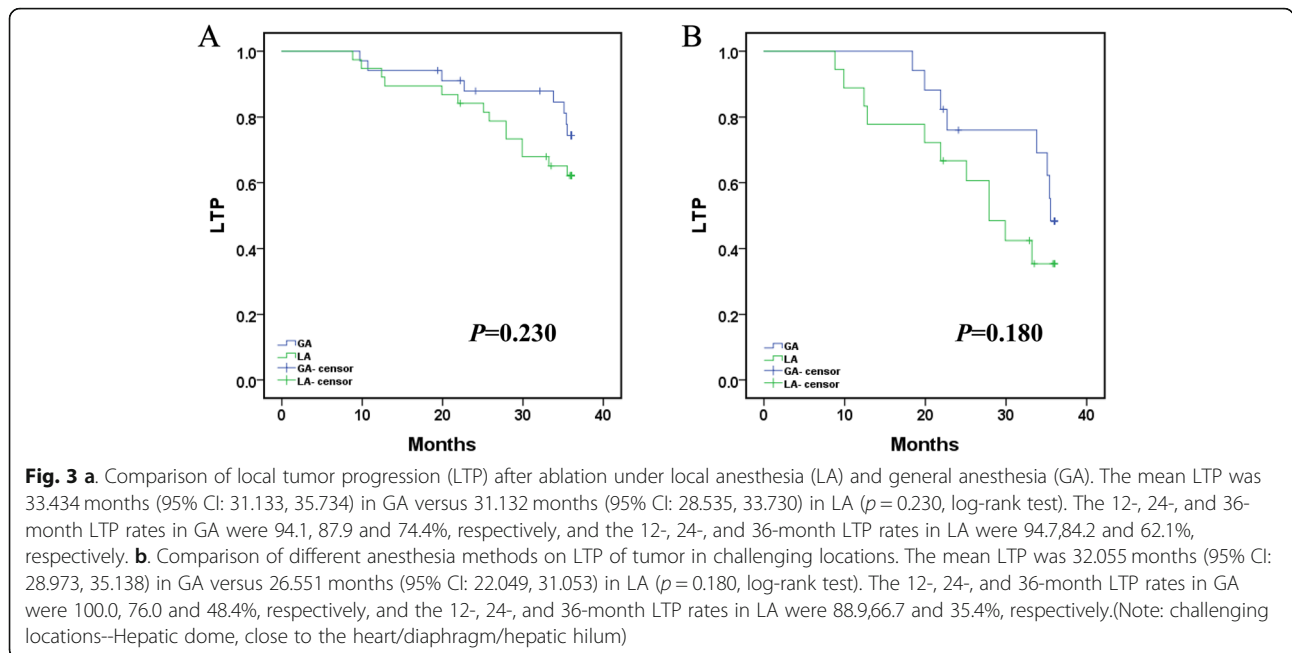 A
1.0
0.8
0.6
0.4
0.2
0.0
LTP
P=0.230
GA
LA
GA- censor
LA- censor
0 10 20 30 40
Months
B
1.0
0.8
0.6
0.4
0.2
0.0
LTP
P=0.180
GA
LA
GA- censor
LA- censor
0 10 20 30 40
Months
Fig. 3 a. Comparison of local tumor progression (LTP) after ablation under local anesthesia (LA) and general anesthesia (GA). The mean LTP was
33.434 months (95% CI: 31.133, 35.734) in GA versus 31.132 months (95% CI: 28.535, 33.730) in LA (p = 0.230, log-rank test). The 12-, 24-, and 36-
month LTP rates in GA were 94.1, 87.9 and 74.4%, respectively, and the 12-, 24-, and 36-month LTP rates in LA were 94.7,84.2 and 62.1%,
respectively. b. Comparison of different anesthesia methods on LTP of tumor in challenging locations. The mean LTP was 32.055 months (95% CI:
28.973, 35.138) in GA versus 26.551 months (95% CI: 22.049, 31.053) in LA (p = 0.180, log-rank test). The 12-, 24-, and 36-month LTP rates in GA
were 100.0, 76.0 and 48.4%, respectively, and the 12-, 24-, and 36-month LTP rates in LA were 88.9,66.7 and 35.4%, respectively.(Note: challenging
locations--Hepatic dome, close to the heart/diaphragm/hepatic hilum)